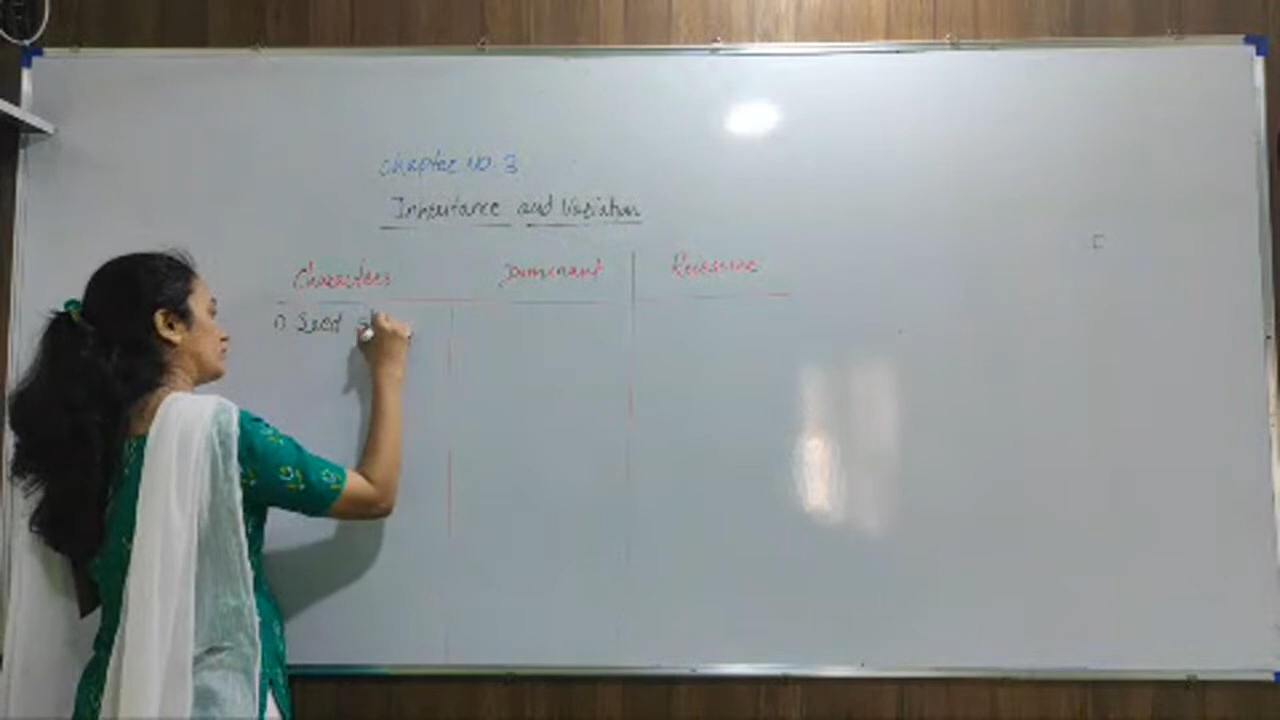 Chapter No. 3
Inheritance and Variation
Characters Dominant Recessive
1) Seed s